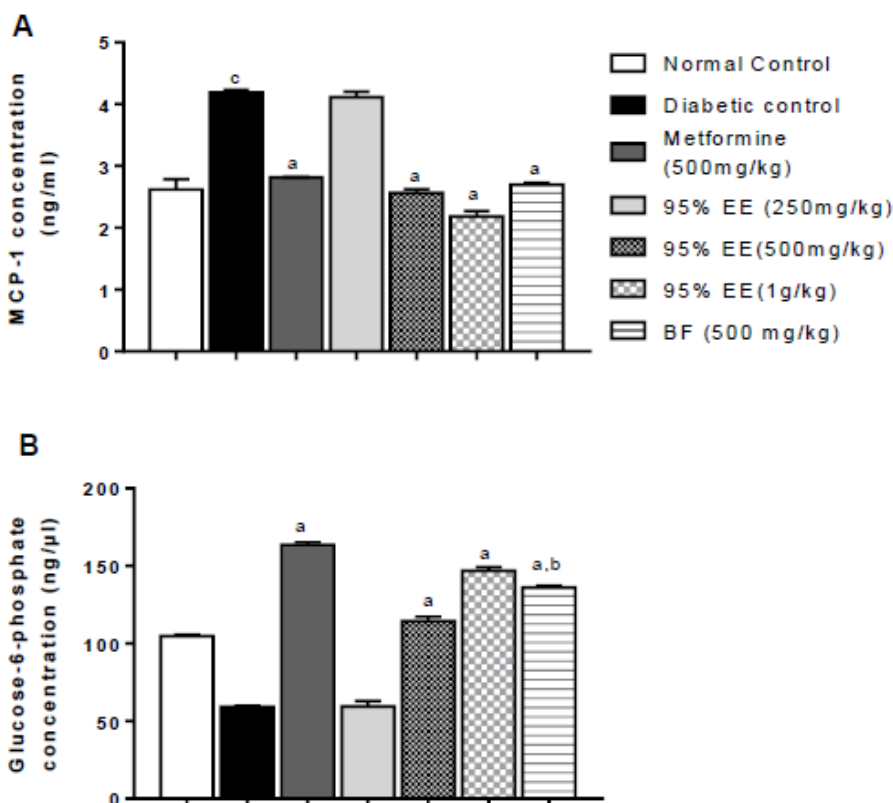 A
MCP-1 concentration
(ng/ml)
5
4
3
2
1
0
c
a
a
a
a
Normal Control
Diabetic control
Metformine
(500mg/kg)
95% EE (250mg/kg)
95% EE(500mg/kg)
95% EE(1g/kg)
BF (500 mg/kg)
B
Glucose-6-phosphate
concentration (ng/µl)
200
150
100
50
0
a
a
a
a,b